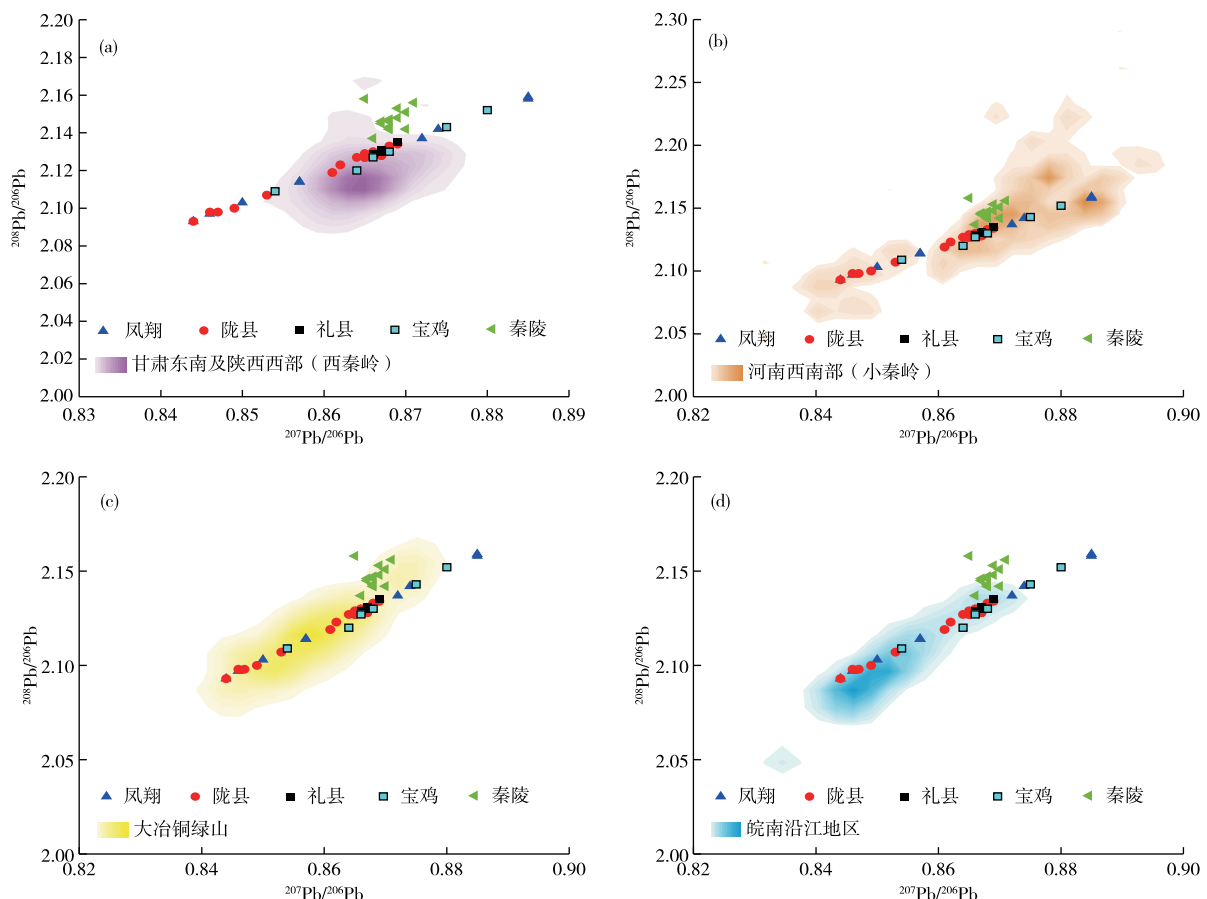 (a)
2.20
2.18
2.16
2.14
2.12
2.10
2.08
2.06
2.04
2.02
2.00
²⁰⁸Pb/²⁰⁶Pb
凤翔 陇县 礼县 宝鸡 秦陵
甘肃东南及陕西西部（西秦岭）
0.83 0.84 0.85 0.86 0.87 0.88 0.89
²⁰⁷Pb/²⁰⁶Pb
(b)
2.30
2.25
2.20
2.15
2.10
2.05
2.00
²⁰⁸Pb/²⁰⁶Pb
凤翔 陇县 礼县 宝鸡 秦陵
河南西南部（小秦岭）
0.82 0.84 0.86 0.88 0.90
²⁰⁷Pb/²⁰⁶Pb
(c)
2.20
2.15
2.10
2.05
2.00
²⁰⁸Pb/²⁰⁶Pb
凤翔 陇县 礼县 宝鸡 秦陵
大冶铜绿山
0.82 0.84 0.86 0.88 0.90
²⁰⁷Pb/²⁰⁶Pb
(d)
2.20
2.15
2.10
2.05
2.00
²⁰⁸Pb/²⁰⁶Pb
凤翔 陇县 礼县 宝鸡 秦陵
皖南沿江地区
0.82 0.84 0.86 0.88 0.90
²⁰⁷Pb/²⁰⁶Pb